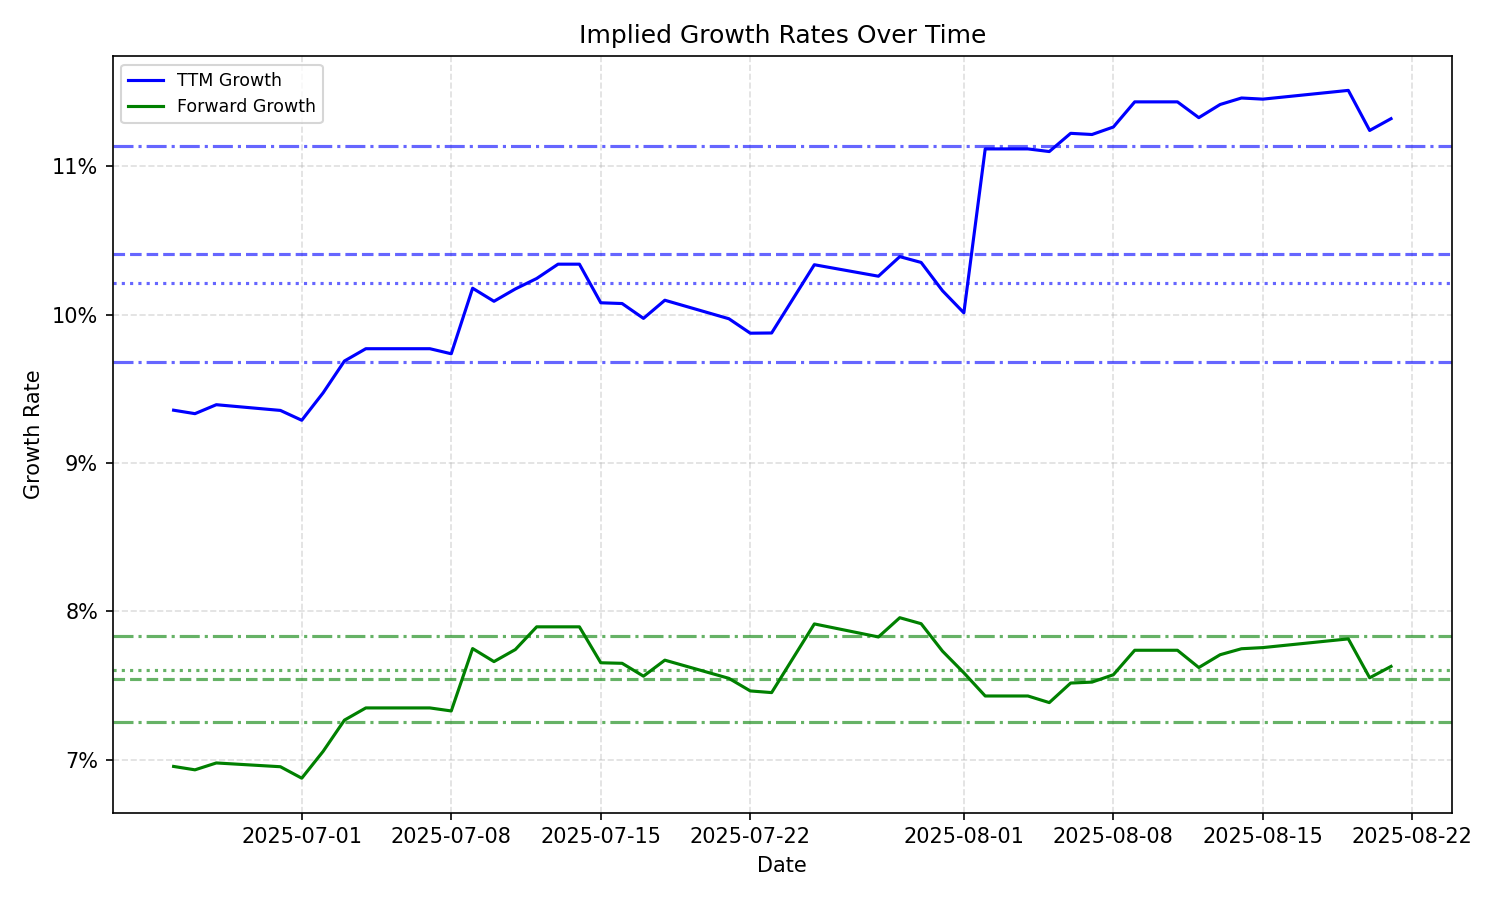 Implied Growth Rates Over Time
TTM Growth
Forward Growth
11%
10%
9%
8%
7%
Growth Rate
2025-07-01 2025-07-08 2025-07-15 2025-07-22 2025-08-01 2025-08-08 2025-08-15 2025-08-22
Date